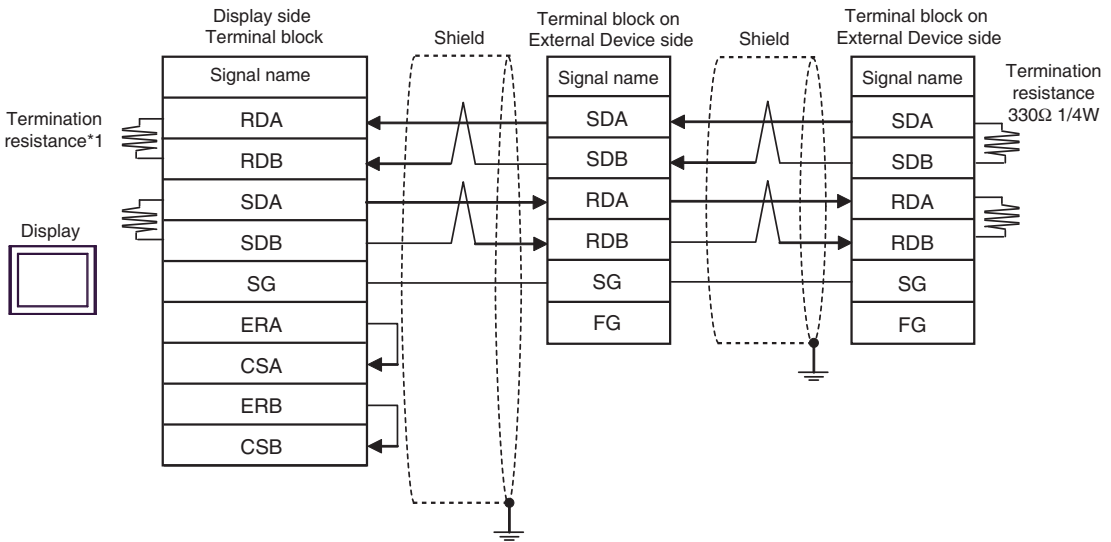 Display side
Terminal block
Shield
Terminal block on
External Device side
Shield
Terminal block on
External Device side
Termination
resistance*1
Display
Signal name
RDA
RDB
SDA
SDB
SG
ERA
CSA
ERB
CSB
Signal name
SDA
SDB
RDA
RDB
SG
FG
Signal name
SDA
SDB
RDA
RDB
SG
FG
Termination
resistance
330Ω 1/4W